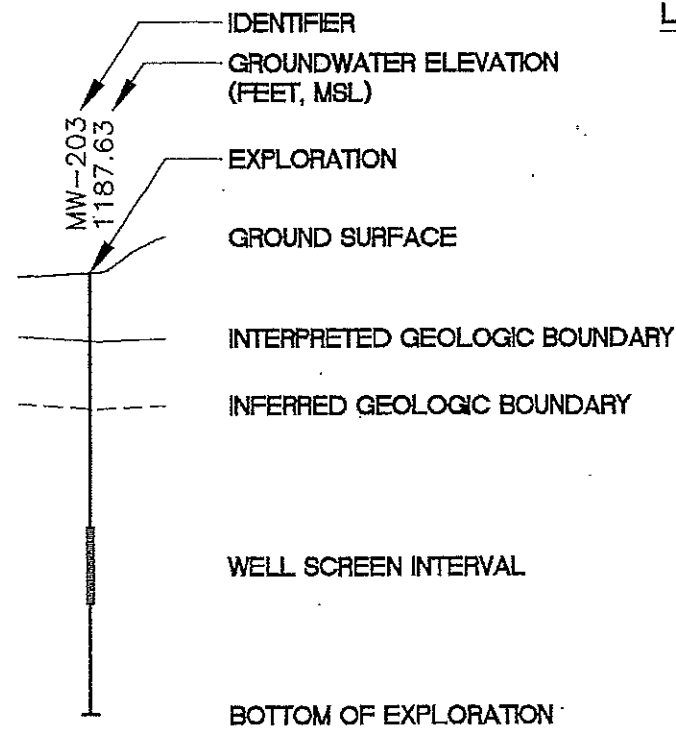 IDENTIFIER
GROUNDWATER ELEVATION
(FEET, MSL)
MW-203
1187.63
EXPLORATION
GROUND SURFACE
INTERPRETED GEOLOGIC BOUNDARY
INFERRED GEOLOGIC BOUNDARY
WELL SCREEN INTERVAL
BOTTOM OF EXPLORATION